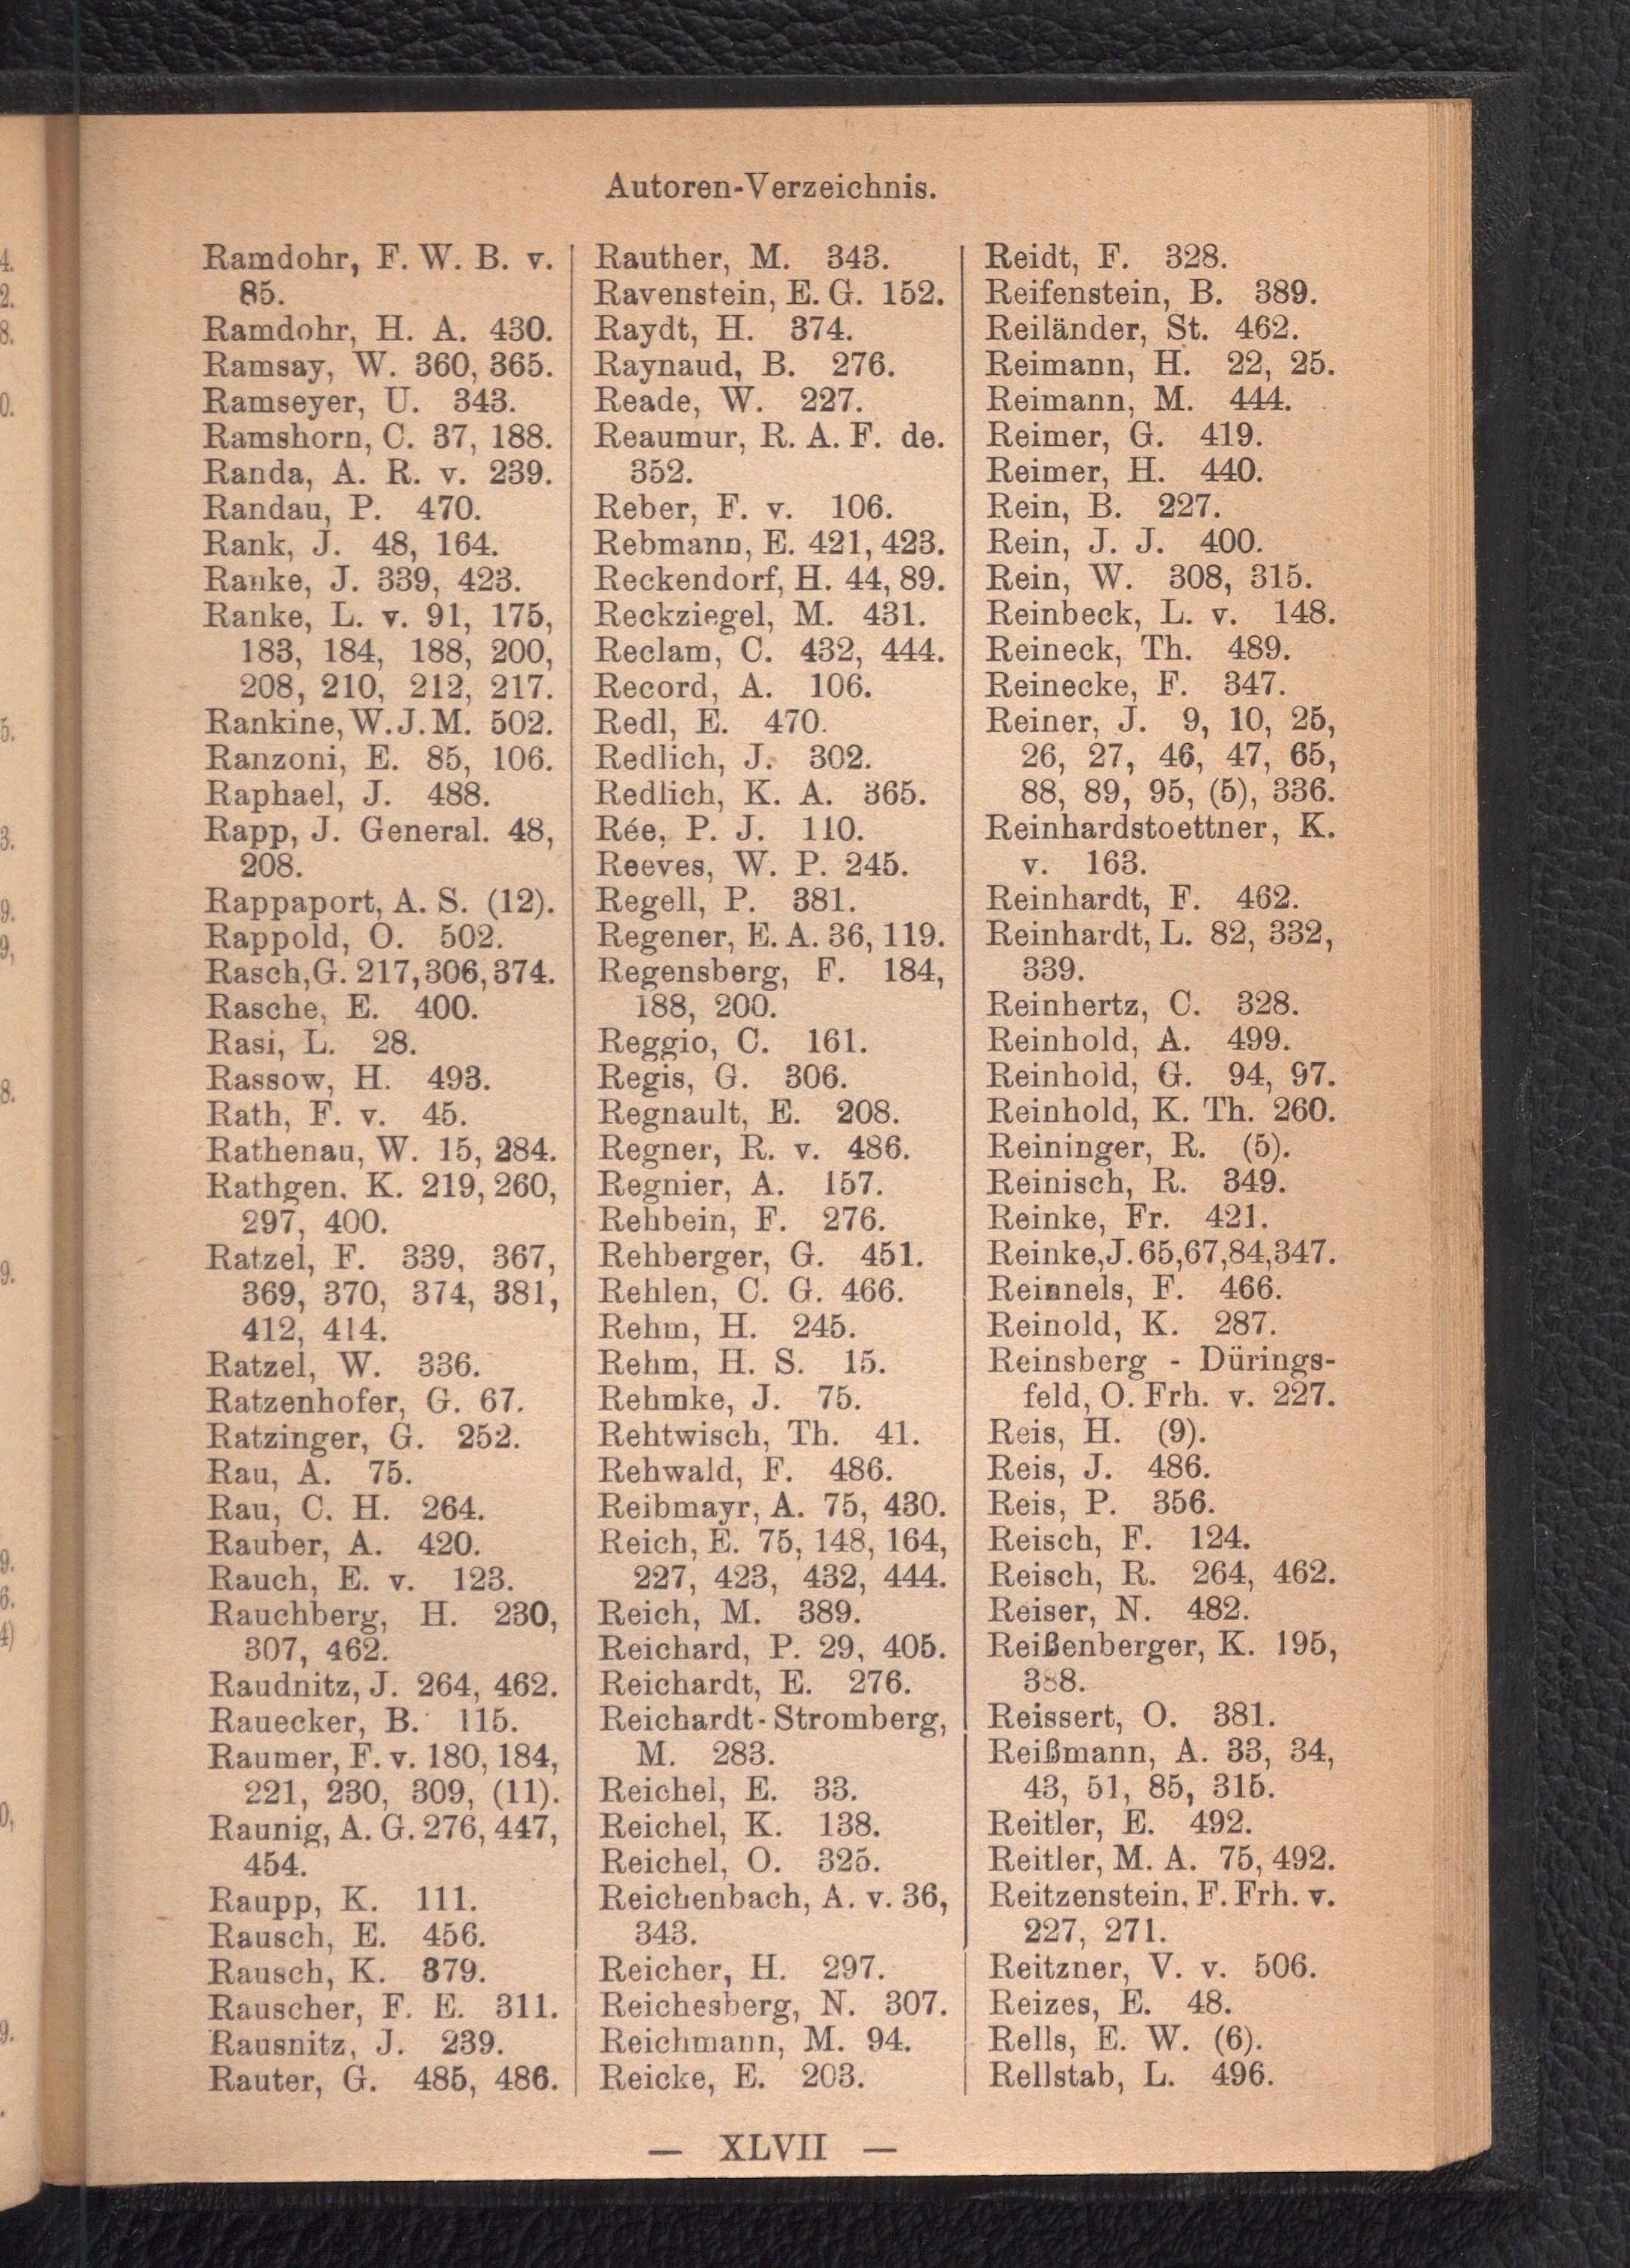 Autoren-Verzeichnis.
Ramdohr, F. W. B. v.
85.
Ramdohr, H. A. 430.
Ramsay, W. 360, 365.
Ramseyer, U. 343.
Ramshorn, C. 37, 188.
Randa, A. R. v. 239.
Randau, P. 470.
Rank, J. 48, 164.
Ranke, J. 339, 423.
Ranke, L. v. 91, 175,
183, 184, 188, 200,
208, 210, 212, 217.
Rankine, W. J. M. 502.
Ranzoni, E. 85, 106.
Raphael, J. 488.
Rapp, J. General. 48,
208.
Rappaport, A. S. (12).
Rappold, O. 502.
Rasch, G. 217, 306, 374.
Rasche, E. 400.
Rasi, L. 28.
Rassow, H. 493.
Rath, F. v. 45.
Rathenau, W. 15, 284.
Rathgen, K. 219, 260,
297, 400.
Ratzel, F. 339, 367,
369, 370, 374, 381,
412, 414.
Ratzel, W. 336.
Ratzenhofer, G. 67.
Ratzinger, G. 252.
Rau, A. 75.
Rau, C. H. 264.
Rauber, A. 420.
Rauch, E. v. 123.
Rauchberg, H. 230,
307, 462.
Raudnitz, J. 264, 462.
Rauecker, B. 115.
Raumer, F. v. 180, 184,
221, 230, 309, (11).
Raunig, A. G. 276, 447,
454.
Raupp, K. 111.
Rausch, E. 456.
Rausch, K. 379.
Rauscher, F. E. 311.
Rausnitz, J. 239.
Rauter, G. 485, 486.
Rauther, M. 343.
Ravenstein, E. G. 152.
Raydt, H. 374.
Raynaud, B. 276.
Reade, W. 227.
Reaumur, R. A. F. de.
352.
Reber, F. v. 106.
Rebmann, E. 421, 423.
Reckendorf, H. 44, 89.
Reckziegel, M. 431.
Reclam, C. 432, 444.
Record, A. 106.
Redl, E. 470.
Redlich, J. 302.
Redlich, K. A. 365.
Rée, P. J. 110.
Reeves, W. P. 245.
Regell, P. 381.
Regener, E. A. 36, 119.
Regensberg, F. 184,
188, 200.
Reggio, C. 161.
Regis, G. 306.
Regnault, E. 208.
Regner, R. v. 486.
Regnier, A. 157.
Rehbein, F. 276.
Rehberger, G. 451.
Rehlen, C. G. 466.
Rehm, H. 245.
Rehm, H. S. 15.
Rehmke, J. 75.
Rehtwisch, Th. 41.
Rehwald, F. 486.
Reibmayr, A. 75, 430.
Reich, E. 75, 148, 164,
227, 423, 432, 444.
Reich, M. 389.
Reichard, P. 29, 405.
Reichardt, E. 276.
Reichardt-Stromberg,
M. 283.
Reichel, E. 33.
Reichel, K. 138.
Reichel, O. 325.
Reichenbach, A. v. 36,
343.
Reicher, H. 297.
Reichesberg, N. 307.
Reichmann, M. 94.
Reicke, E. 203.
Reidt, F. 328.
Reifenstein, B. 389.
Reiländer, St. 462.
Reimann, H. 22, 25.
Reimann, M. 444.
Reimer, G. 419.
Reimer, H. 440.
Rein, B. 227.
Rein, J. J. 400.
Rein, W. 308, 315.
Reinbeck, L. v. 148.
Reineck, Th. 489.
Reinecke, F. 347.
Reiner, J. 9, 10, 25,
26, 27, 46, 47, 65,
88, 89, 95, (5), 336.
Reinhardstoettner, K.
v. 163.
Reinhardt, F. 462.
Reinhardt, L. 82, 332,
339.
Reinhertz, C. 328.
Reinhold, A. 499.
Reinhold, G. 94, 97.
Reinhold, K. Th. 260.
Reininger, R. (5).
Reinisch, R. 349.
Reinke, Fr. 421.
Reinke, J. 65, 67, 84, 347.
Reinnels, F. 466.
Reinold, K. 287.
Reinsberg - Dürings-
feld, O. Frh. v. 227.
Reis, H. (9).
Reis, J. 486.
Reis, P. 356.
Reisch, F. 124.
Reisch, R. 264, 462.
Reiser, N. 482.
Reißenberger, K. 195,
388.
Reissert, O. 381.
Reißmann, A. 33, 34,
43, 51, 85, 315.
Reitler, E. 492.
Reitler, M. A. 75, 492.
Reitzenstein, F. Frh. v.
227, 271.
Reitzner, V. v. 506.
Reizes, E. 48.
Rells, E. W. (6).
Rellstab, L. 496.
— XLVII —